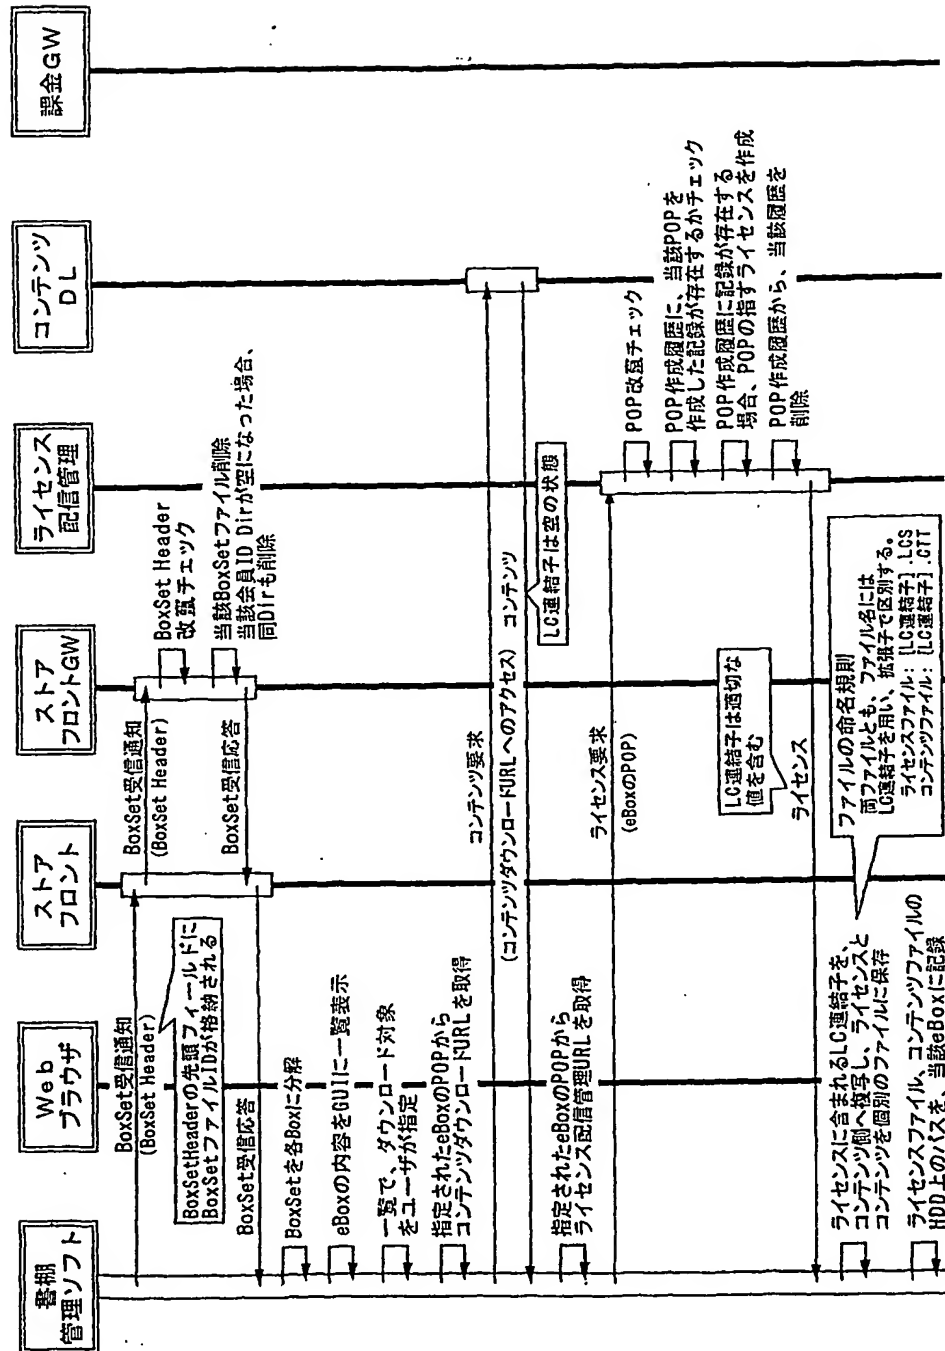 書棚
管理ソフト
Web
ブラウザ
ストア
フロント
ストア
フロントGW
ライセンス
配信管理
コンテンツ
DL
課金GW
BoxSet受信通知
(BoxSet Header)
BoxSetHeaderの先頭フィールドに
BoxSetファイルIDが格納される
BoxSet受信通知
(BoxSet Header)
BoxSet Header
改竄チェック
当該BoxSetファイル削除
当該会員ID Dirが空になった場合、
同Dirも削除
BoxSet受信応答
BoxSet受信応答
BoxSetを各Boxに分解
eBoxの内容をGUIに一覧表示
一覧で、ダウンロード対象
をユーザが指定
指定されたeBoxのPOPから
コンテンツダウンロードURLを取得
コンテンツ要求
(コンテンツダウンロードURLへのアクセス)
コンテンツ
LC連結子は空の状態
指定されたeBoxのPOPから
ライセンス配信管理URLを取得
ライセンス要求
(eBoxのPOP)
POP改竄チェック
POP作成履歴に、当該POPを
作成した記録が存在するかチェック
POP作成履歴に記録が存在する
場合、POPの指すライセンスを作成
POP作成履歴から、当該履歴を
削除
LC連結子は適切な
値を含む
ライセンス
ライセンスに含まれるLC連結子を、
コンテンツ側へ複写し、ライセンスと
コンテンツを個別のファイルに保存
ファイルの命名規則
両ファイルとも、ファイル名には
LC連結子を用い、拡張子で区別する。
ライセンスファイル：[LC連結子].LCS
コンテンツファイル：[LC連結子].CTT
ライセンスファイル、コンテンツファイルの
HDD上のパスを、当該eBoxに記録